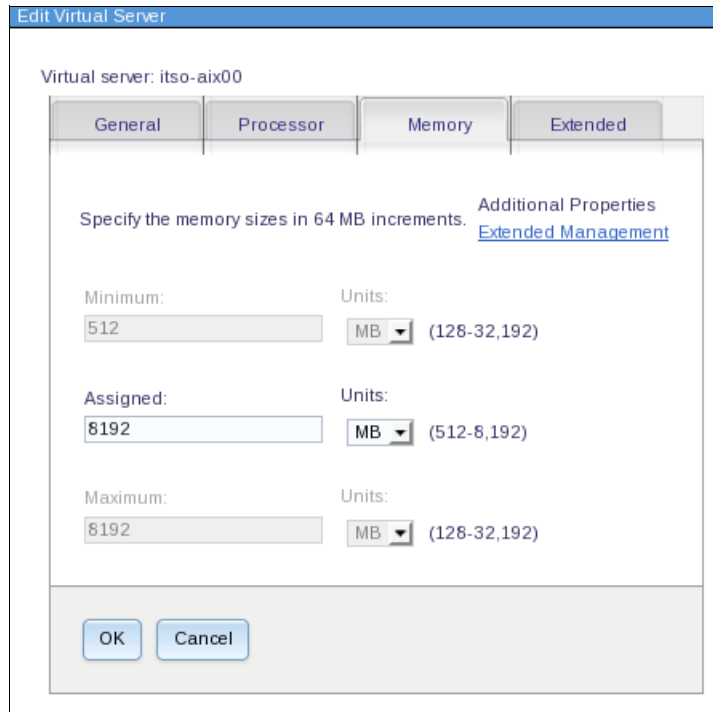 Edit Virtual Server
Virtual server: itso-aix00
General Processor Memory Extended
Specify the memory sizes in 64 MB increments.
Additional Properties
Extended Management
Minimum: Units:
512 MB (128-32,192)
Assigned: Units:
8192 MB (512-8,192)
Maximum: Units:
8192 MB (128-32,192)
OK Cancel